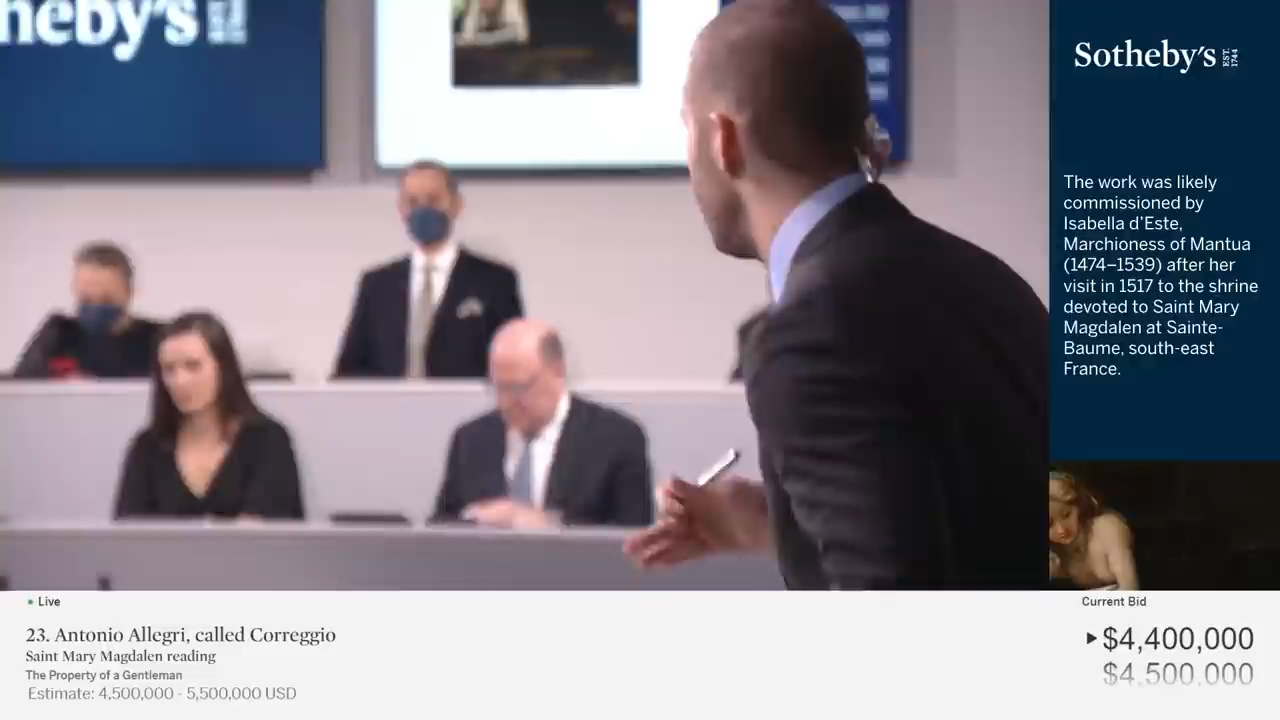 heby's EST. 1744
Sotheby's EST. 1744
The work was likely
commissioned by
Isabella d'Este,
Marchioness of Mantua
(1474–1539) after her
visit in 1517 to the shrine
devoted to Saint Mary
Magdalen at Sainte-
Baume, south-east
France.
Live
23. Antonio Allegri, called Correggio
Saint Mary Magdalen reading
The Property of a Gentleman
Estimate: 4,500,000 - 5,500,000 USD
Current Bid
$4,400,000
$4,500,000